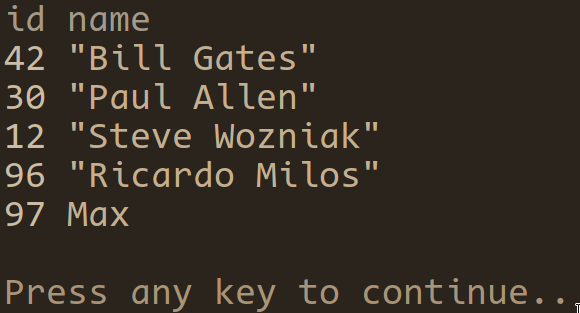 id name
42 "Bill Gates"
30 "Paul Allen"
12 "Steve Wozniak"
96 "Ricardo Milos"
97 Max
Press any key to continue..